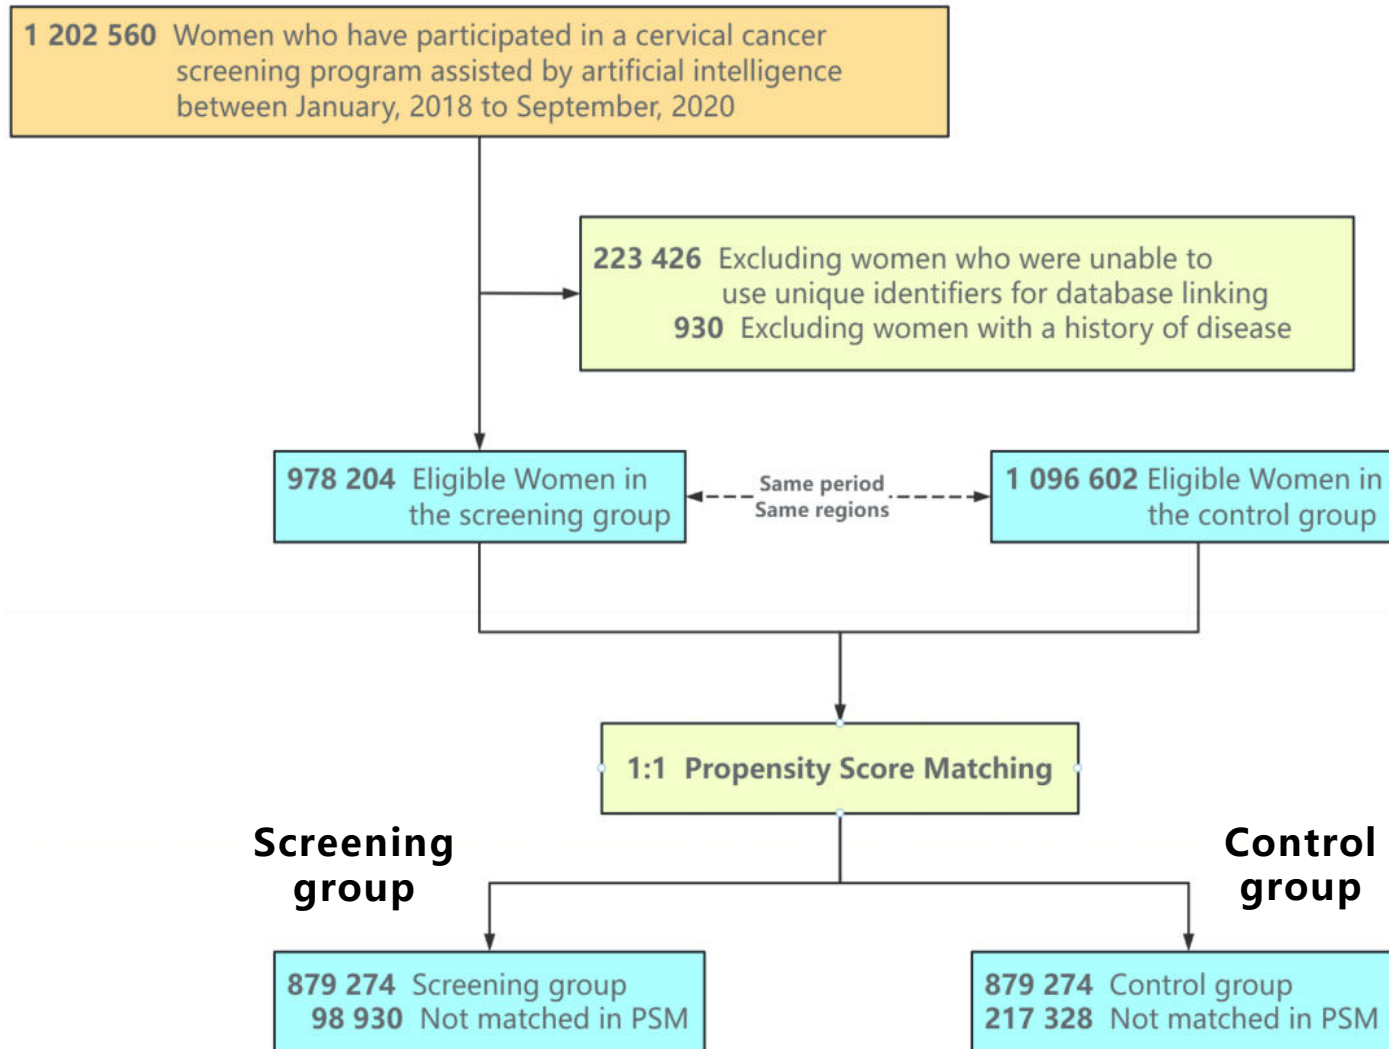 1 202 560 Women who have participated in a cervical cancer
screening program assisted by artificial intelligence
between January, 2018 to September, 2020
223 426 Excluding women who were unable to
use unique identifiers for database linking
930 Excluding women with a history of disease
978 204 Eligible Women in
the screening group
Same period
Same regions
1 096 602 Eligible Women in
the control group
1:1 Propensity Score Matching
Screening
group
Control
group
879 274 Screening group
98 930 Not matched in PSM
879 274 Control group
217 328 Not matched in PSM